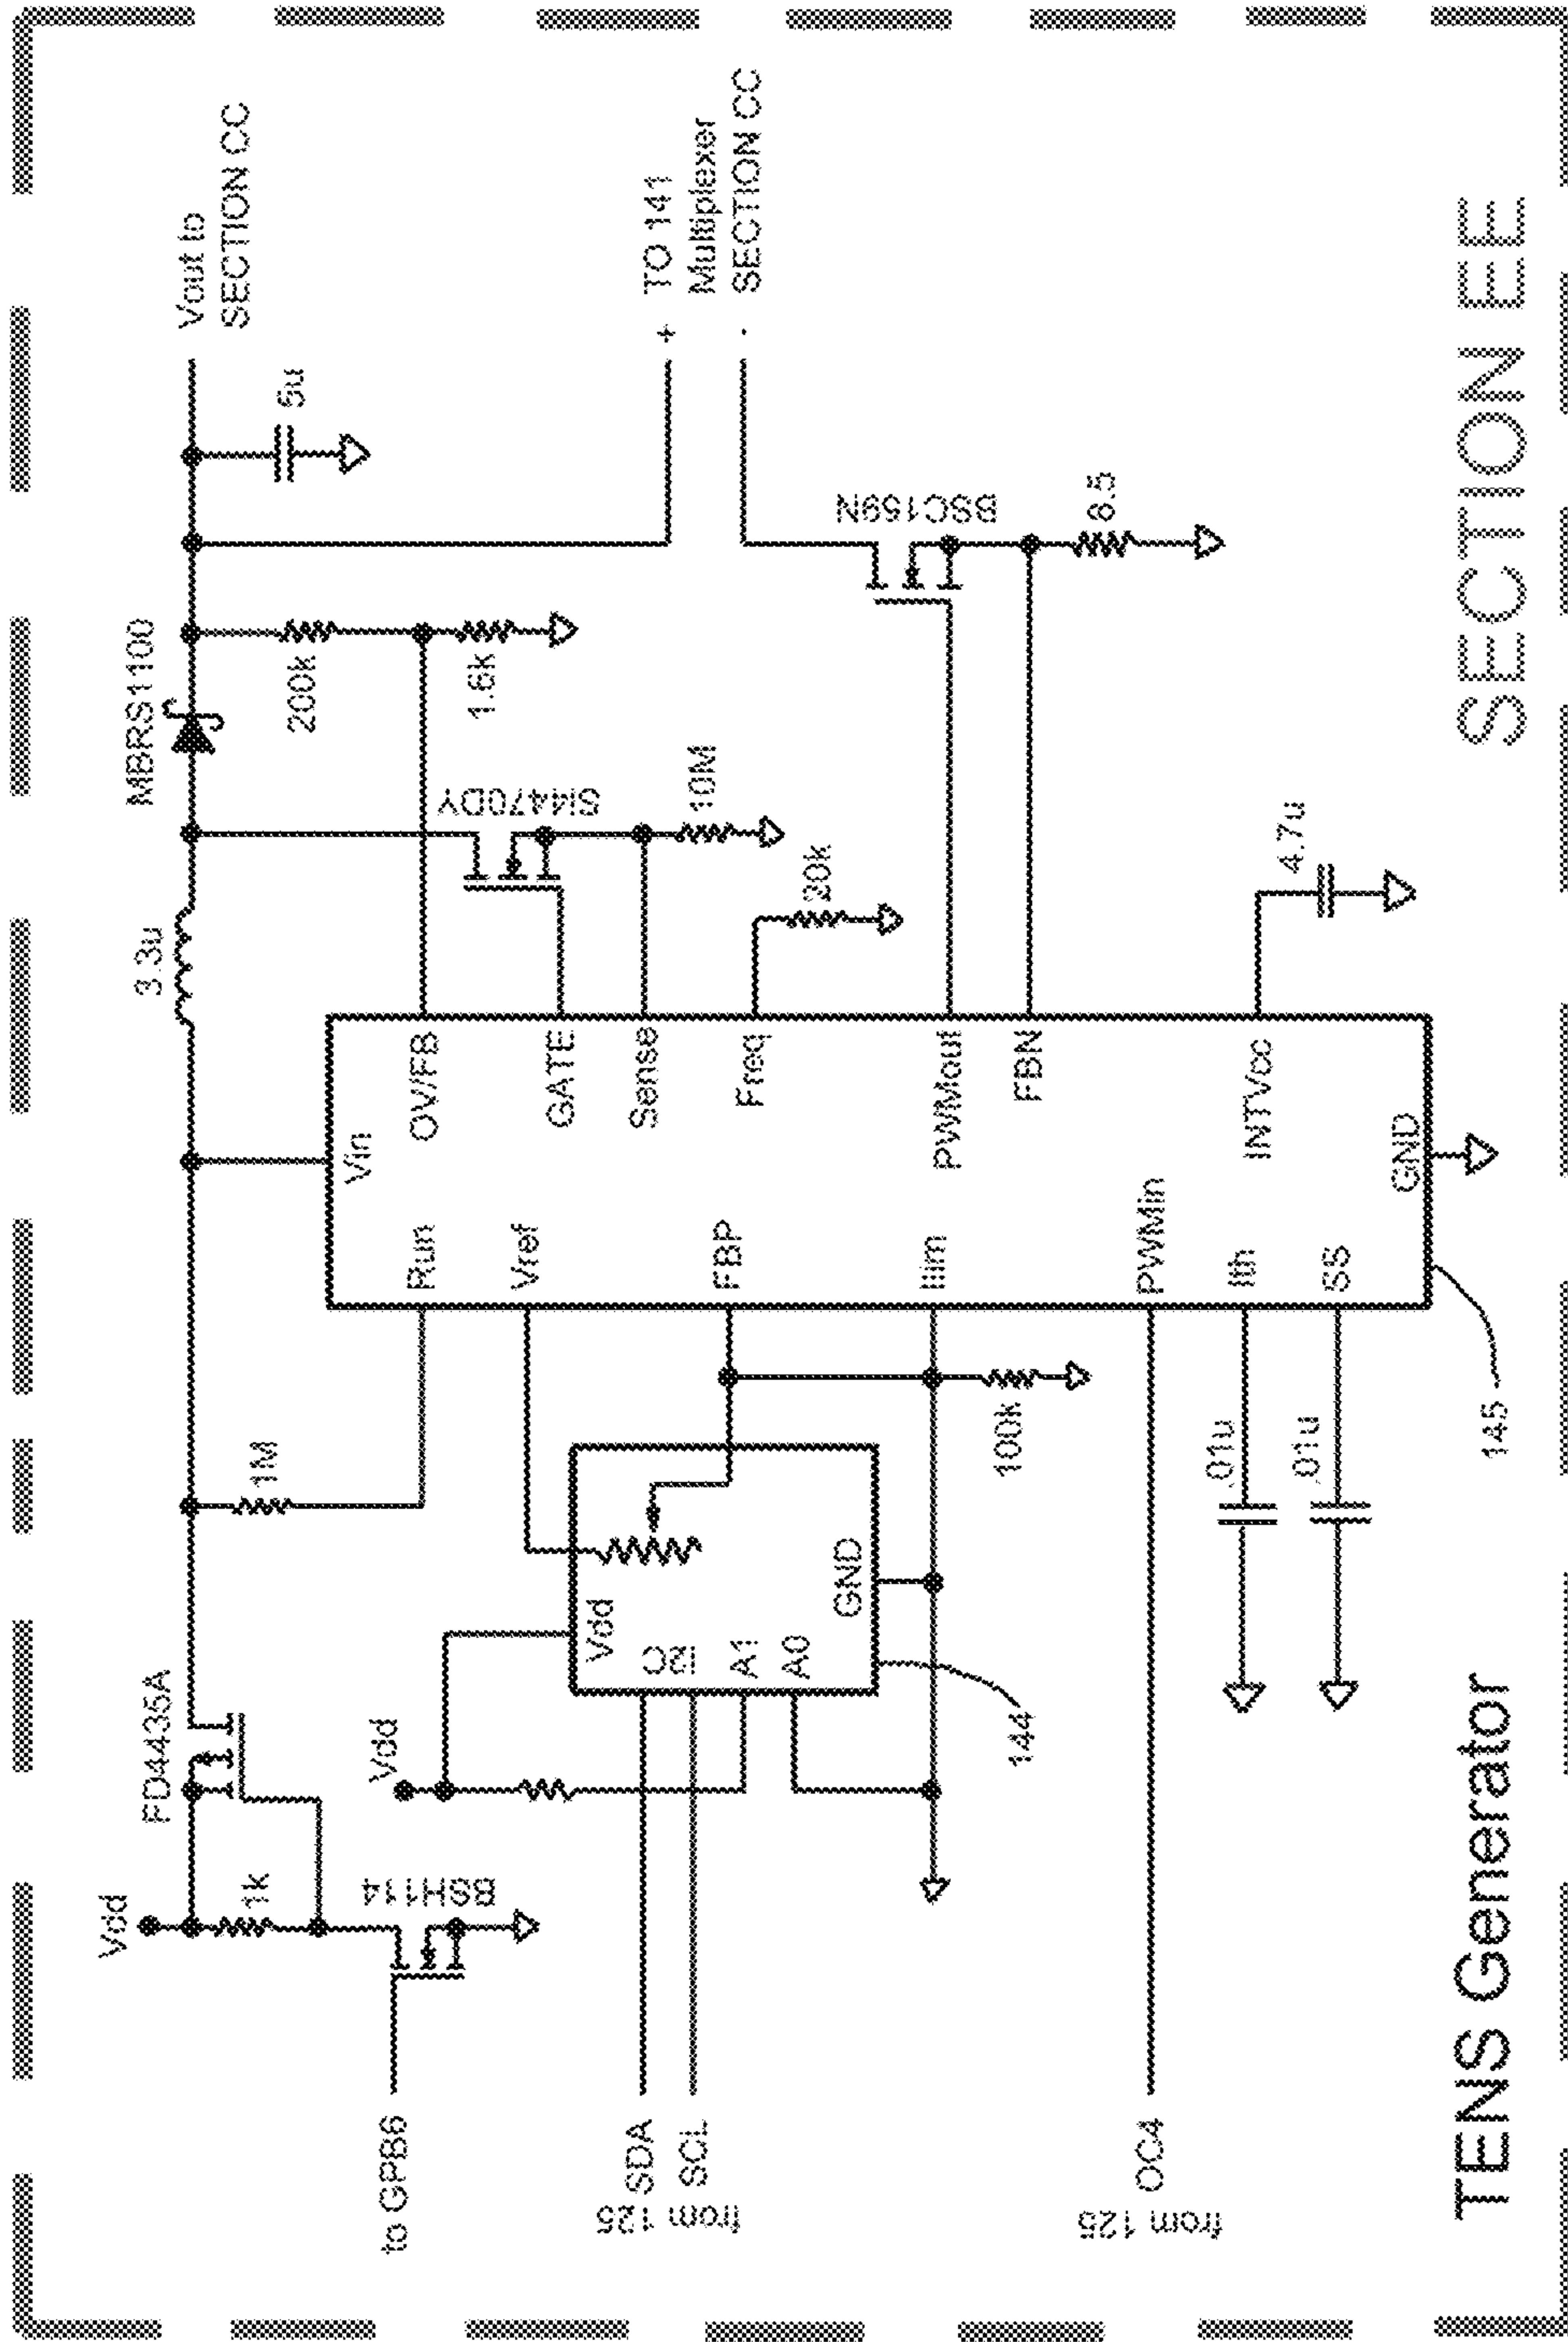 Vdd
1k
to GPB6
BSH114
FD4435A
1M
3.3u
MBRS1100
Vout to
SECTION CC
5u
200k
1.6k
Si4470DY
10M
20k
TO 141
Multiplexer
SECTION CC
+
-
BSC159N
8.5
4.7u
Vin
Run
OV/FB
Vref
GATE
Sense
FBP
Freq
Ilim
PWMout
FBN
PWMin
Ith
INTVcc
SS
GND
145
Vdd
Vdd
I2C
A1
A0
GND
144
100k
SDA
SCL
from 125
OC4
from 125
.01u
.01u
TENS Generator
SECTION EE